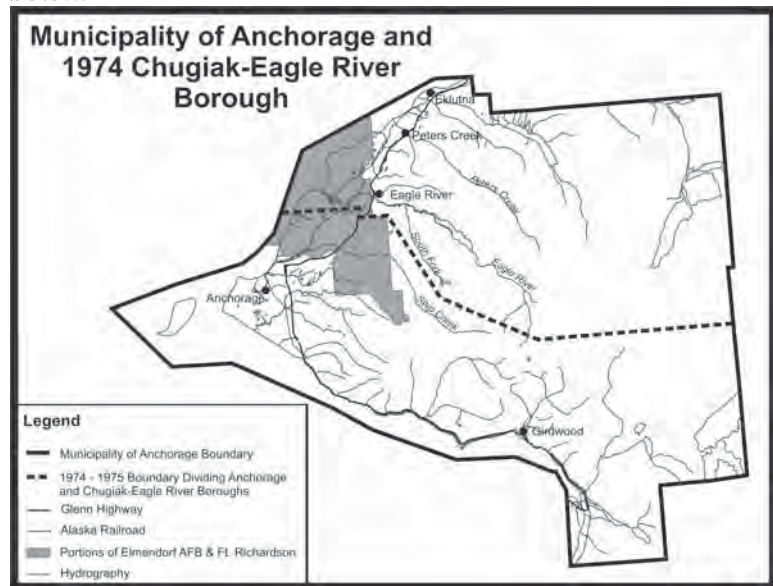 Municipality of Anchorage and
1974 Chugiak-Eagle River
Borough
Eklutna
Peters Creek
Peters Creek
Eagle River
South Fork
Eagle River
Anchorage
Ship Creek
Girdwood
Legend
Municipality of Anchorage Boundary
1974 - 1975 Boundary Dividing Anchorage
and Chugiak-Eagle River Boroughs
Glenn Highway
Alaska Railroad
Portions of Elmendorf AFB & Ft. Richardson
Hydrography